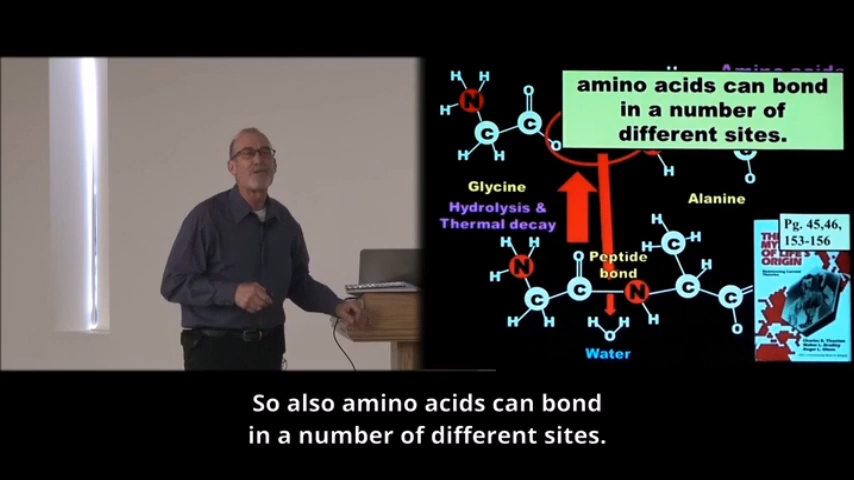 Amino acids
amino acids can bond
in a number of
different sites.
H H
N
H
O
C
C
O
H H
H
C
O
Glycine
Alanine
Hydrolysis &
Thermal decay
Pg. 45,46,
153-156
THE
MY
OF LIFE'S
ORIGIN
Charles B. Thaxton
Walter L. Bradley
Roger L. Olsen
H H
N
H
O
C
C
H H
Peptide
bond
N
H
H
H C H
C
H
C
O
H H
O
Water
So also amino acids can bond
in a number of different sites.